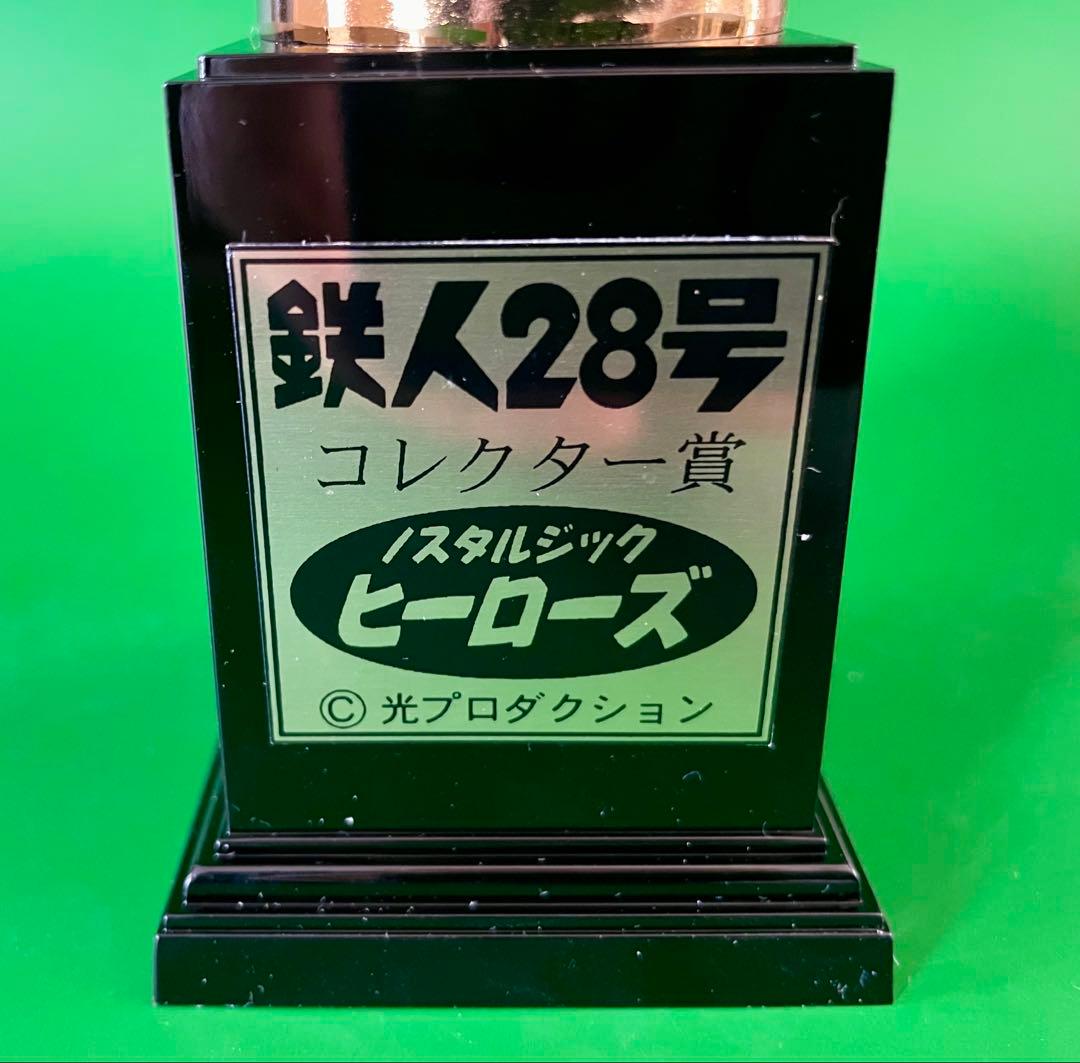 鉄人28号
コレクター賞
ノスタルジック
ヒーローズ
© 光プロダクション